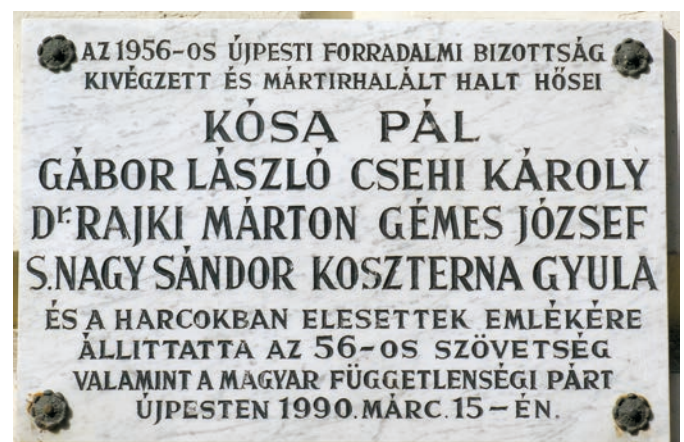 AZ 1956-OS ÚJPESTI FORRADALMI BIZOTTSÁG
KIVÉGZETT ÉS MÁRTIRHALÁLT HALT HŐSEI
KÓSA PÁL
GÁBOR LÁSZLÓ CSEHI KÁROLY
Dr. RAJKI MÁRTON GÉMES JÓZSEF
S. NAGY SÁNDOR KOSZTERNA GYULA
ÉS A HARCOKBAN ELESETTEK EMLÉKÉRE
ÁLLITTATTA AZ 56-OS SZÖVETSÉG
VALAMINT A MAGYAR FÜGGETLENSÉGI PÁRT
ÚJPESTEN 1990. MÁRC. 15-ÉN.